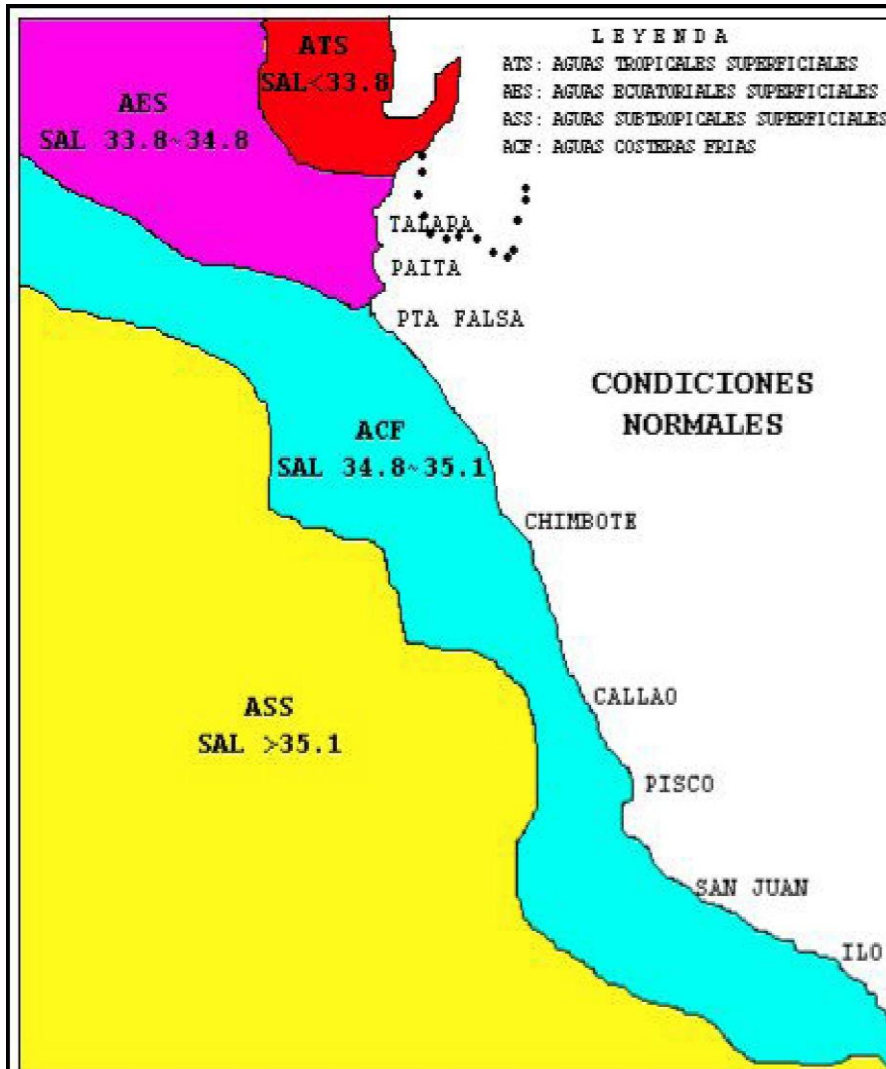 LEYENDA
ATS: AGUAS TROPICALES SUPERFICIALES
AES: AGUAS ECUATORIALES SUPERFICIALES
ASS: AGUAS SUBTROPICALES SUPERFICIALES
ACF: AGUAS COSTERAS FRIAS
ATS
SAL<33.8
AES
SAL 33.8~34.8
TALARA
PAITA
PTA FALSA
CONDICIONES
NORMALES
ACF
SAL 34.8~35.1
CHIMBOTE
ASS
SAL >35.1
CALLAO
PISCO
SAN JUAN
ILO